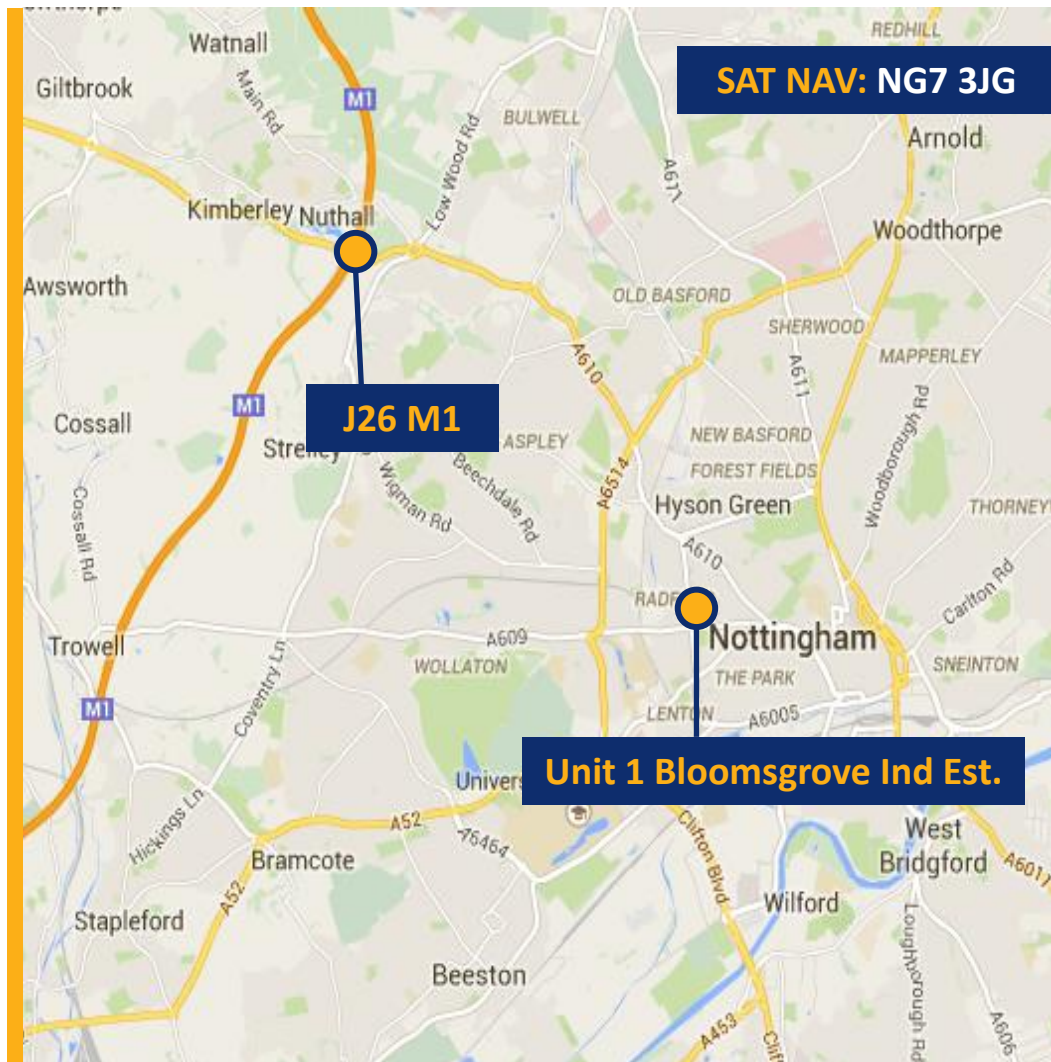 Watnall
REDHILL
SAT NAV: NG7 3JG
Giltbrook
M1
Main Rd
Low Wood Rd
BULWELL
A611
Arnold
Kimberley
Nuthall
Woodthorpe
Awsworth
OLD BASFORD
SHERWOOD
A610
A611
MAPPERLEY
J26 M1
M1
Cossall
Strelley
ASPLEY
NEW BASFORD
Woodborough Rd
Beechdale Rd
FOREST FIELDS
A6514
Wigman Rd
Hyson Green
THORNEY
Cossall Rd
A610
Carlton Rd
RADF
Trowell
A609
Nottingham
WOLLATON
SNEINTON
THE PARK
Coventry Ln
M1
LENTON
A6005
Unit 1 Bloomsgrove Ind Est.
Univers
Hickings Ln
A52
A6464
Clifton Blvd
West
Bridgford
A6011
Bramcote
A52
Wilford
Stapleford
Loughborough Rd
Beeston
A453
Clif
A606